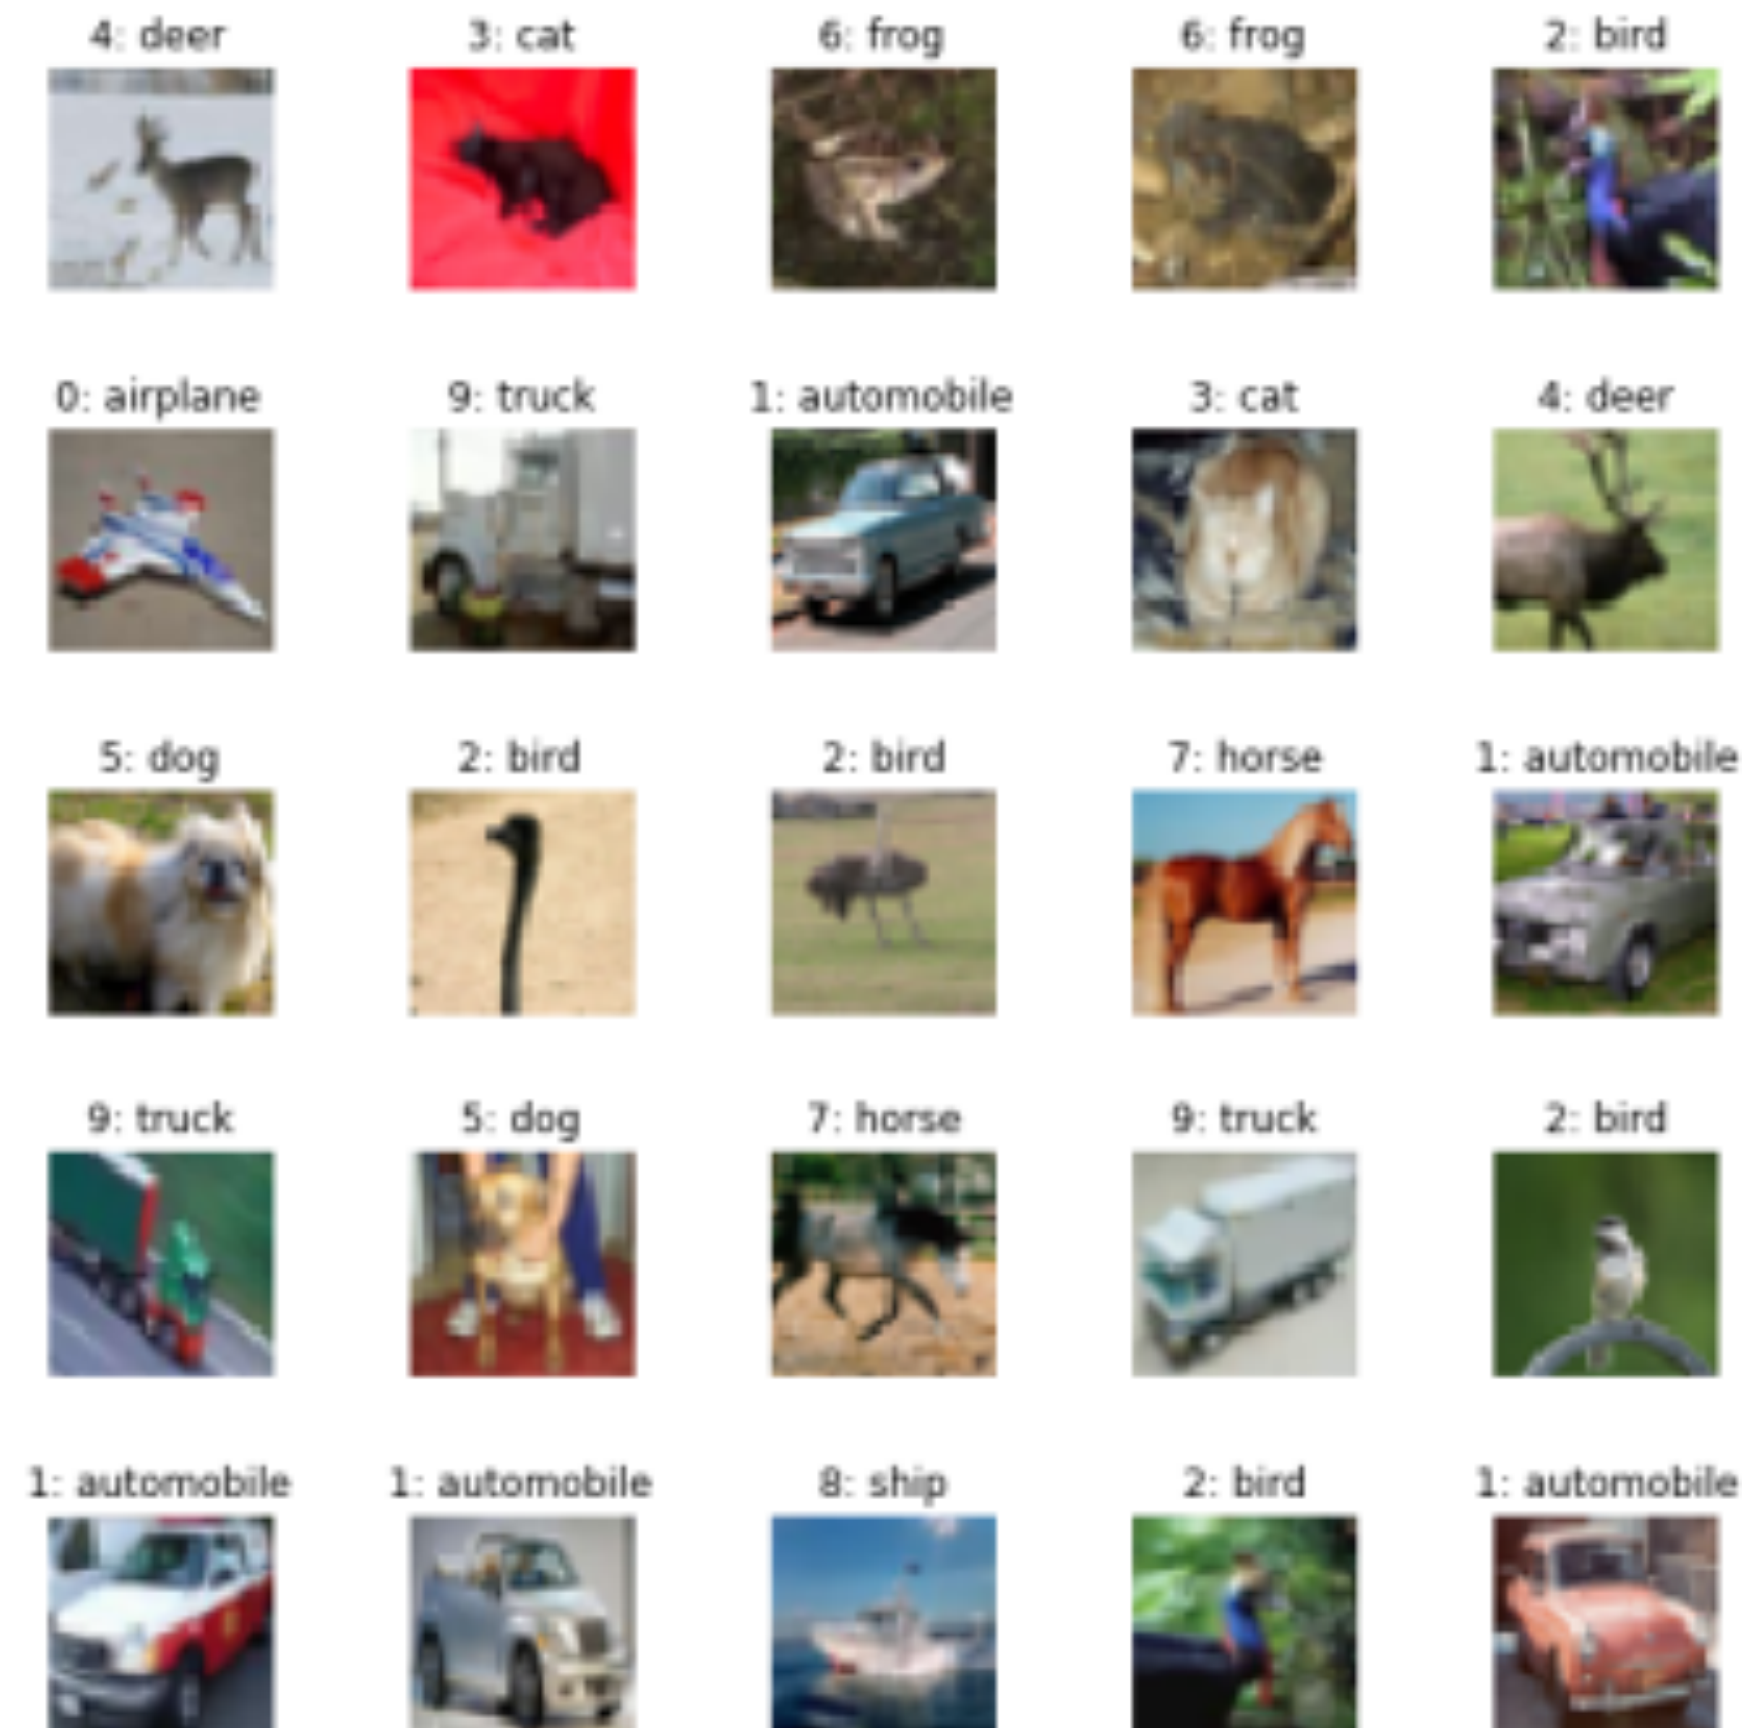 4: deer 3: cat 6: frog 6: frog 2: bird
0: airplane 9: truck 1: automobile 3: cat 4: deer
5: dog 2: bird 2: bird 7: horse 1: automobile
9: truck 5: dog 7: horse 9: truck 2: bird
1: automobile 1: automobile 8: ship 2: bird 1: automobile